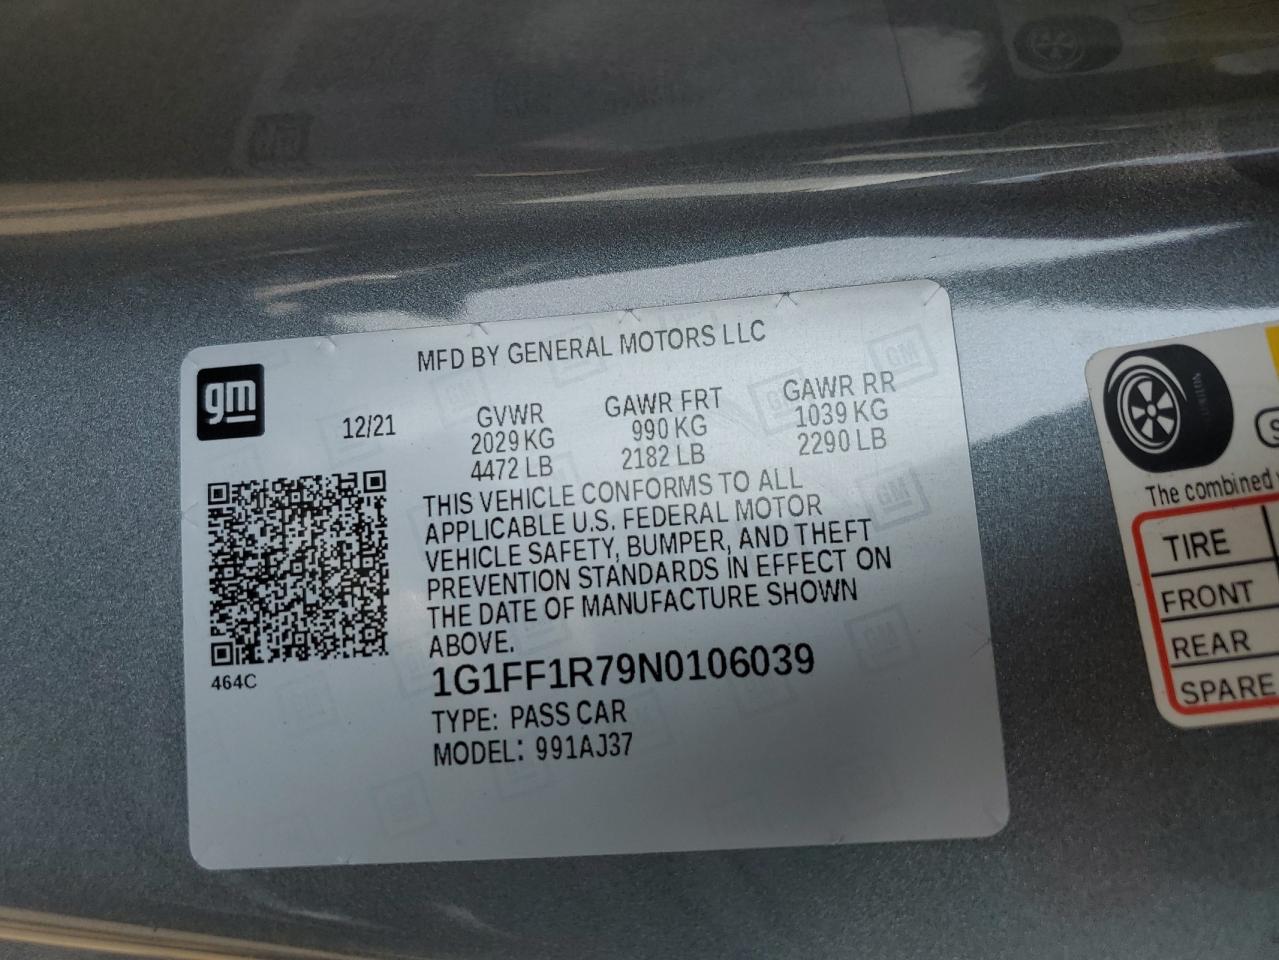 MFD BY GENERAL MOTORS LLC
gm
12/21
GVWR
2029 KG
4472 LB
GAWR FRT
990 KG
2182 LB
GAWR RR
1039 KG
2290 LB
THIS VEHICLE CONFORMS TO ALL
APPLICABLE U.S. FEDERAL MOTOR
VEHICLE SAFETY, BUMPER, AND THEFT
PREVENTION STANDARDS IN EFFECT ON
THE DATE OF MANUFACTURE SHOWN
ABOVE.
464C
1G1FF1R79N0106039
TYPE: PASS CAR
MODEL: 991AJ37
The combined
TIRE
FRONT
REAR
SPARE